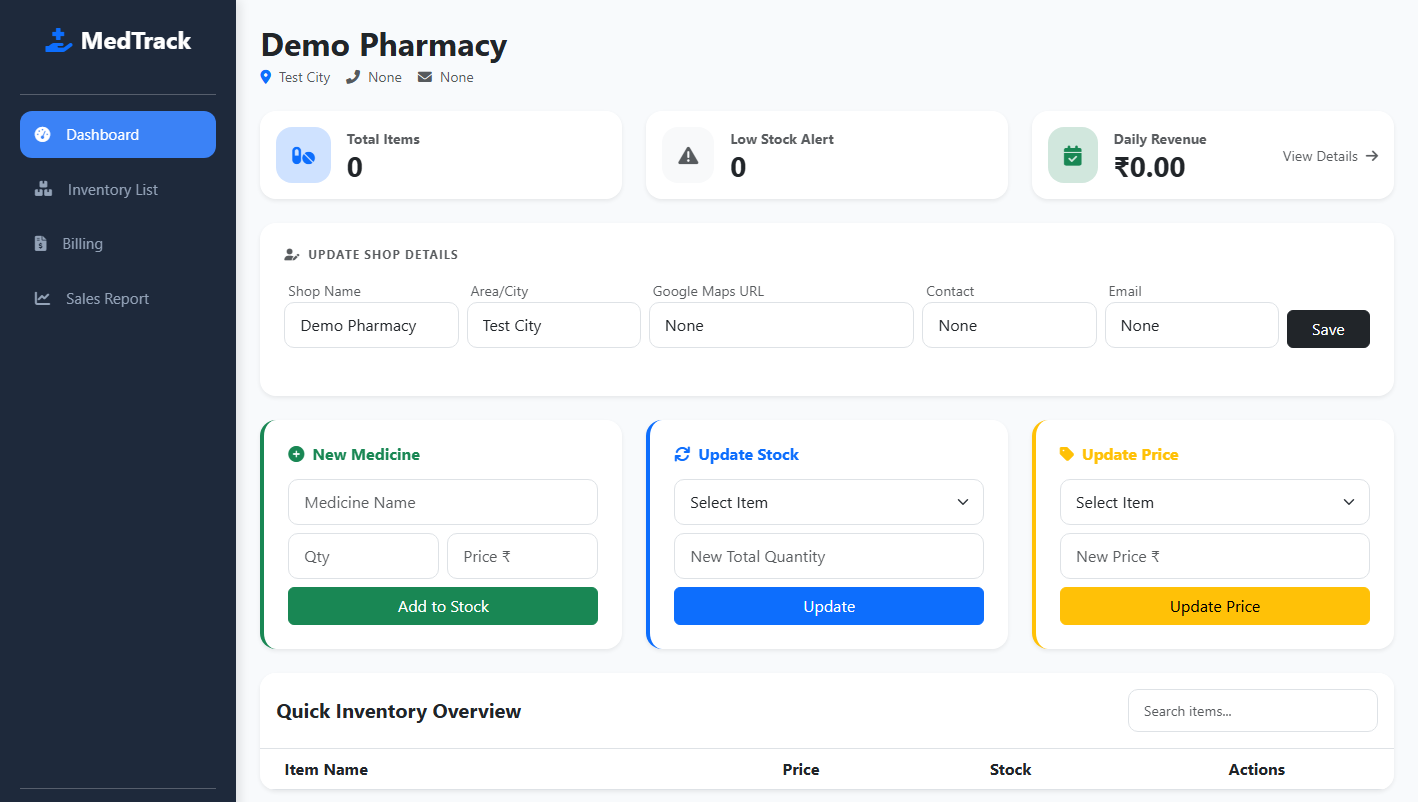 MedTrack
Dashboard
Inventory List
Billing
Sales Report
Demo Pharmacy
Test City None None
Total Items
0
Low Stock Alert
0
Daily Revenue
₹0.00
View Details
UPDATE SHOP DETAILS
Shop Name Area/City Google Maps URL Contact Email
Demo Pharmacy Test City None None None Save
New Medicine
Medicine Name
Qty Price ₹
Add to Stock
Update Stock
Select Item
New Total Quantity
Update
Update Price
Select Item
New Price ₹
Update Price
Quick Inventory Overview
Search items...
Item Name Price Stock Actions